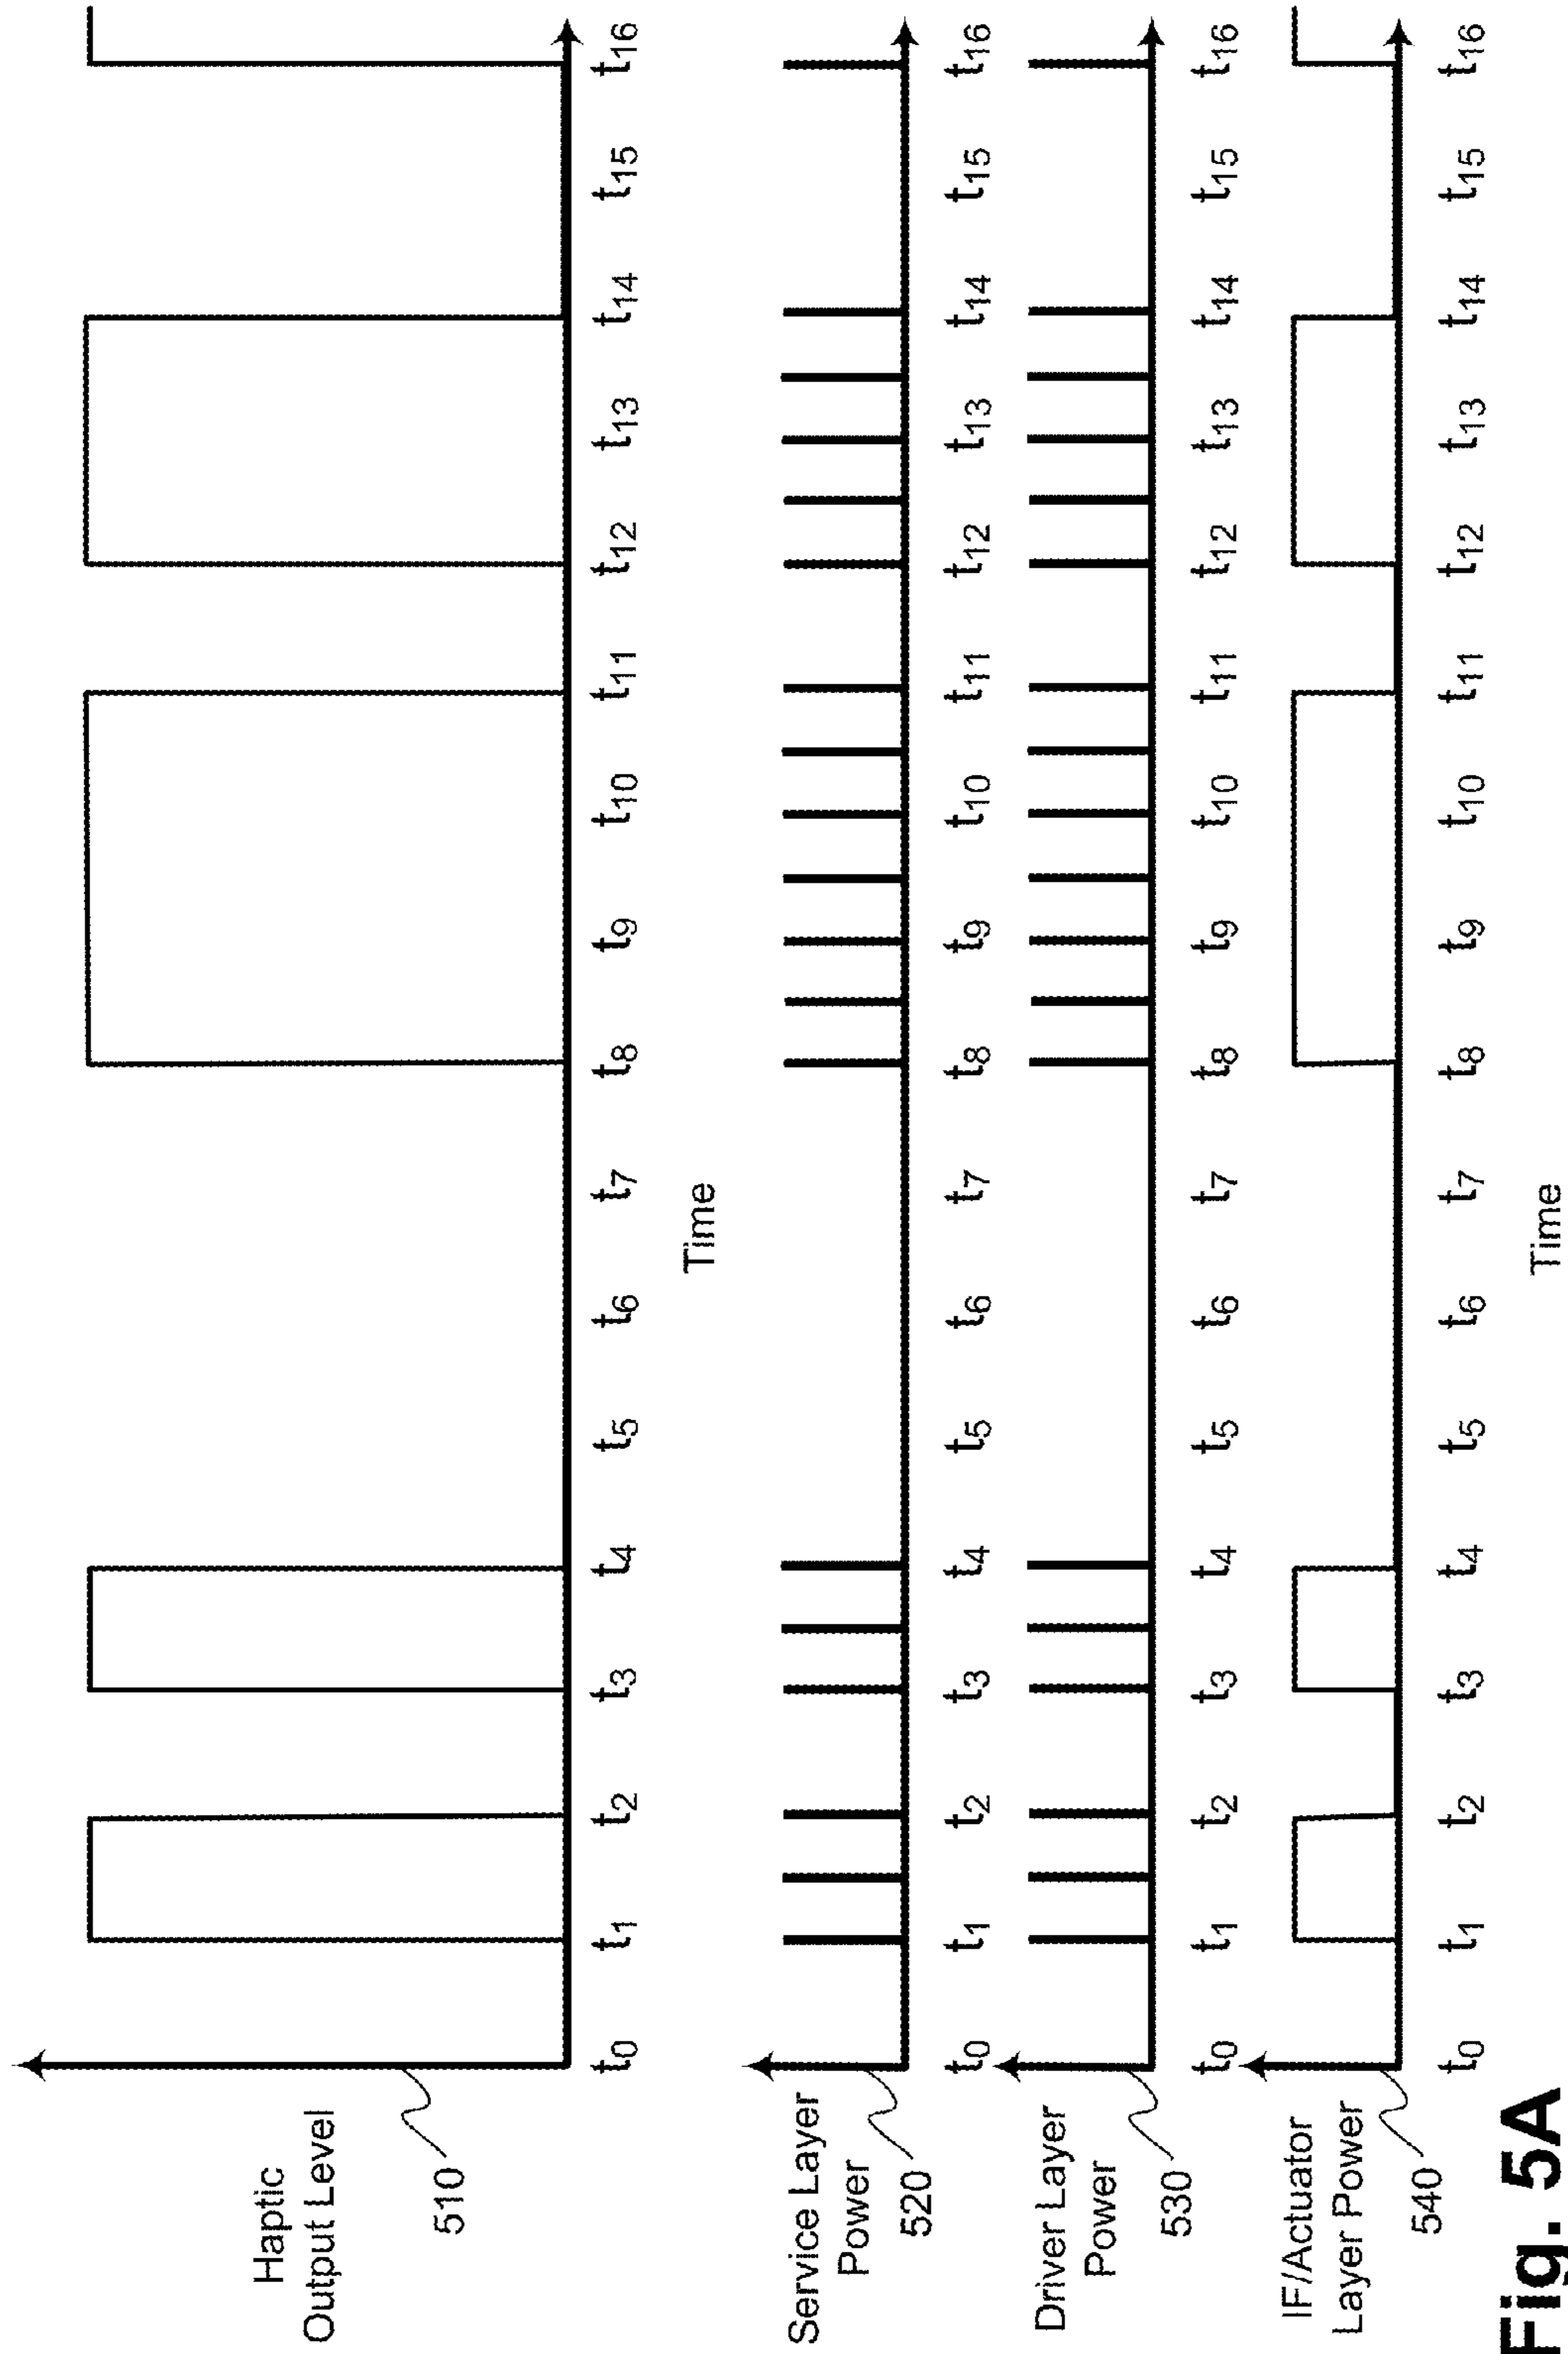 Haptic
Output Level
510
t0 t1 t2 t3 t4 t5 t6 t7 t8 t9 t10 t11 t12 t13 t14 t15 t16
Time
Service Layer
Power
520
t0 t1 t2 t3 t4 t5 t6 t7 t8 t9 t10 t11 t12 t13 t14 t15 t16
Driver Layer
Power
530
t0 t1 t2 t3 t4 t5 t6 t7 t8 t9 t10 t11 t12 t13 t14 t15 t16
IF/Actuator
Layer Power
540
t0 t1 t2 t3 t4 t5 t6 t7 t8 t9 t10 t11 t12 t13 t14 t15 t16
Time
Fig. 5A